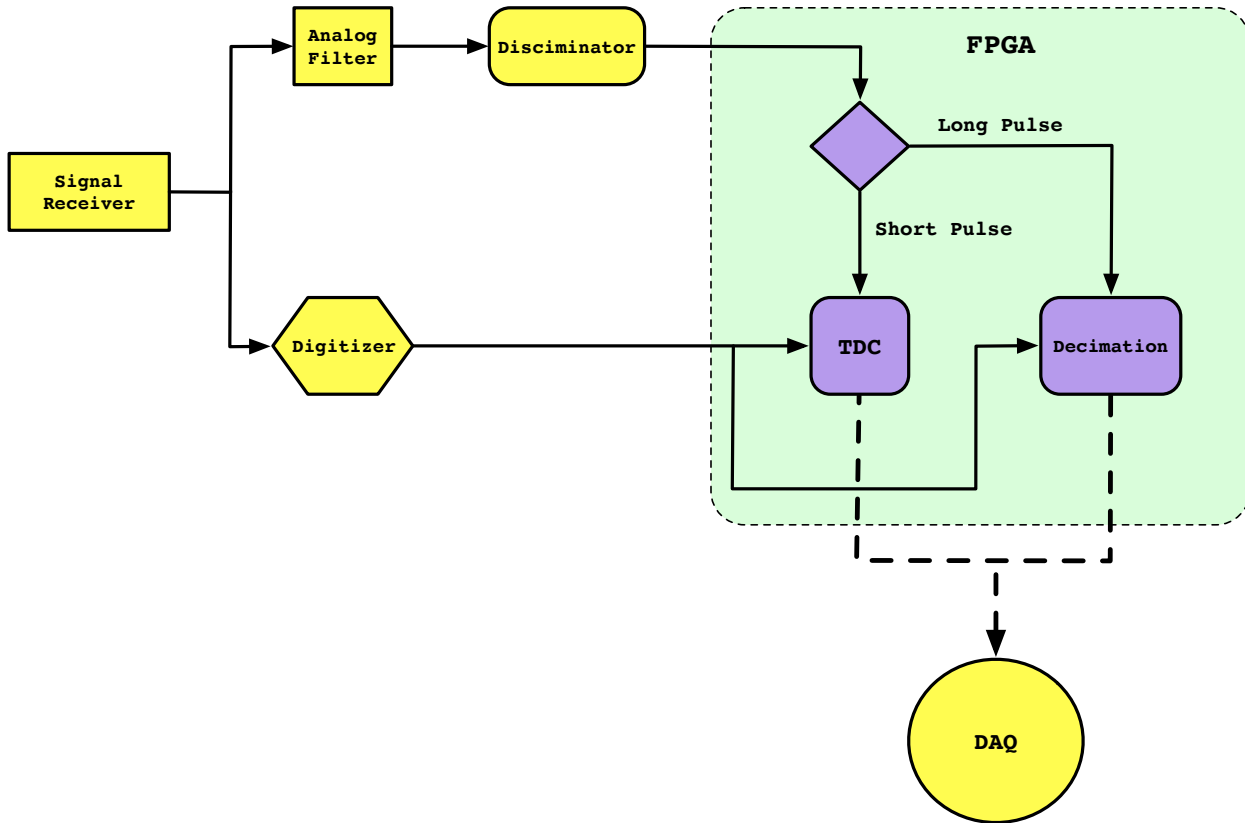 Analog
Filter
Disciminator
FPGA
Long Pulse
Signal
Receiver
Short Pulse
Digitizer
TDC
Decimation
DAQ